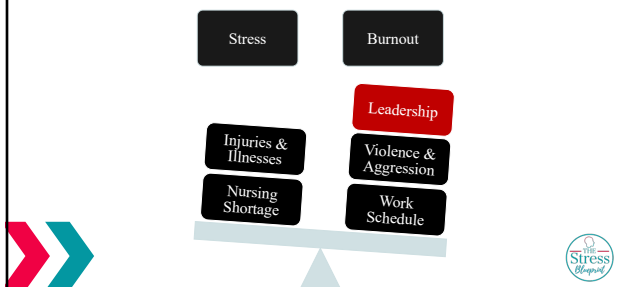 Stress
Burnout
Leadership
Injuries &
Illnesses
Violence &
Aggression
Nursing
Shortage
Work
Schedule
THE
Stress
Blueprint